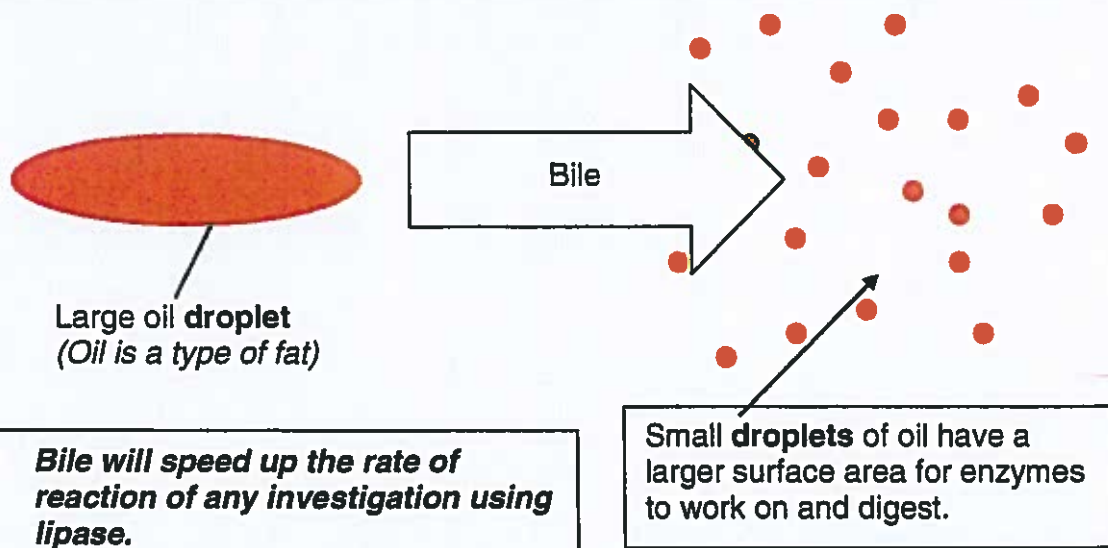 Bile
Large oil droplet
(Oil is a type of fat)
Bile will speed up the rate of
reaction of any investigation using
lipase.
Small droplets of oil have a
larger surface area for enzymes
to work on and digest.